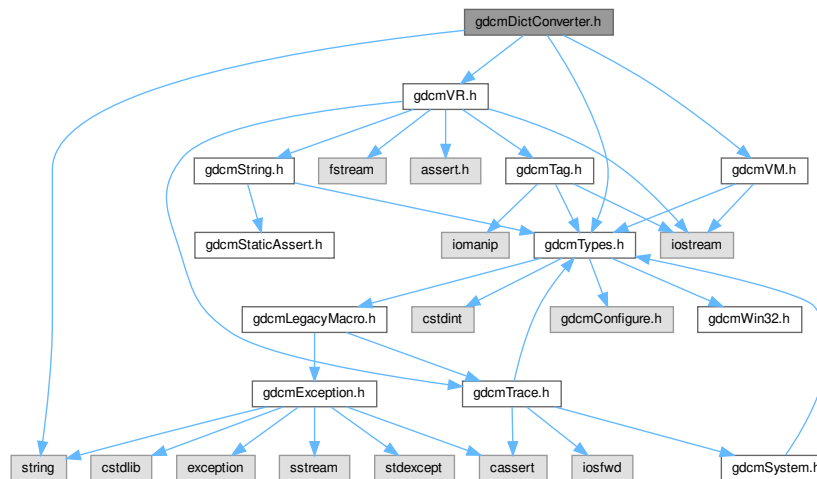 gdcmDictConverter.h
gdcmVR.h
gdcmString.h
fstream
assert.h
gdcmTag.h
gdcmVM.h
gdcmStaticAssert.h
iomanip
gdcmTypes.h
iostream
gdcmLegacyMacro.h
cstdint
gdcmConfigure.h
gdcmWin32.h
gdcmException.h
gdcmTrace.h
string
cstdlib
exception
sstream
stdexcept
cassert
iosfwd
gdcmSystem.h